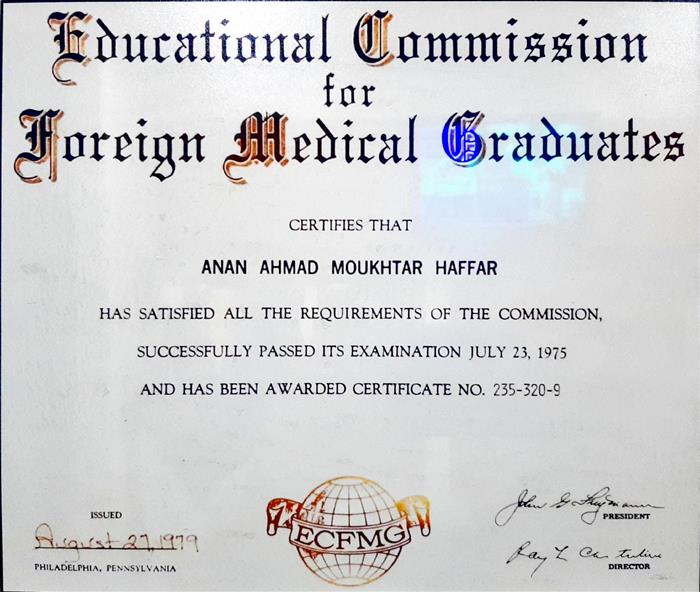 Educational Commission
for
Foreign Medical Graduates
CERTIFIES THAT
ANAN AHMAD MOUKHTAR HAFFAR
HAS SATISFIED ALL THE REQUIREMENTS OF THE COMMISSION,
SUCCESSFULLY PASSED ITS EXAMINATION JULY 23, 1975
AND HAS BEEN AWARDED CERTIFICATE NO. 235-320-9
ISSUED
August 27, 1979
PHILADELPHIA, PENNSYLVANIA
ECFMG
John G.
PRESIDENT
Ray L
DIRECTOR